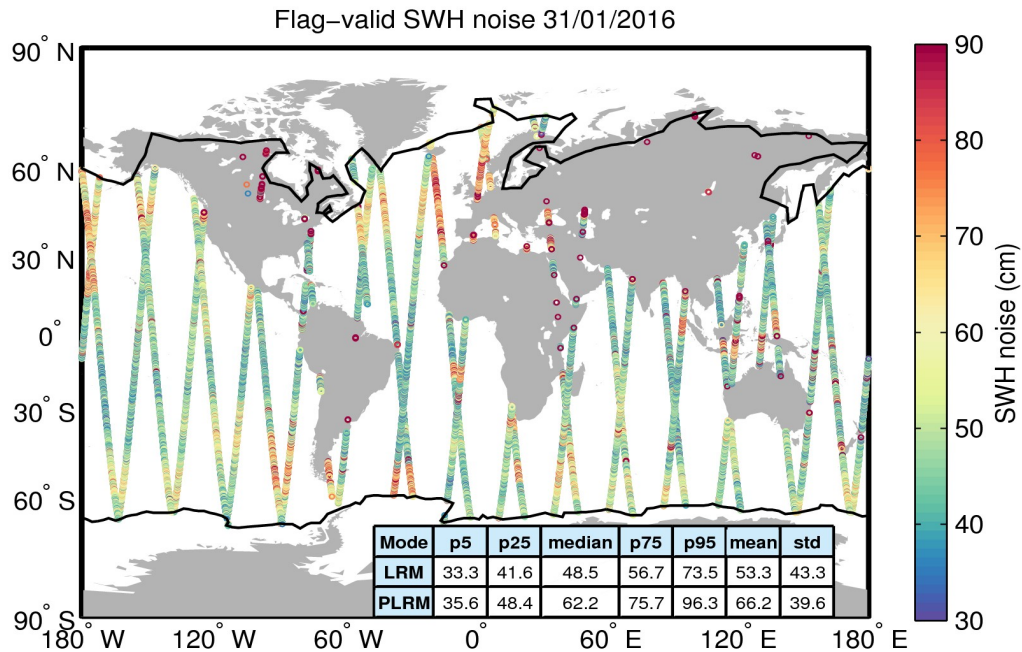 Flag−valid SWH noise 31/01/2016
90° N
60° N
30° N
0°
30° S
60° S
90° S
180° W
120° W
60° W
0°
60° E
120° E
180° E
Mode p5 p25 median p75 p95 mean std
LRM 33.3 41.6 48.5 56.7 73.5 53.3 43.3
PLRM 35.6 48.4 62.2 75.7 96.3 66.2 39.6
90
80
70
60
50
40
30
SWH noise (cm)